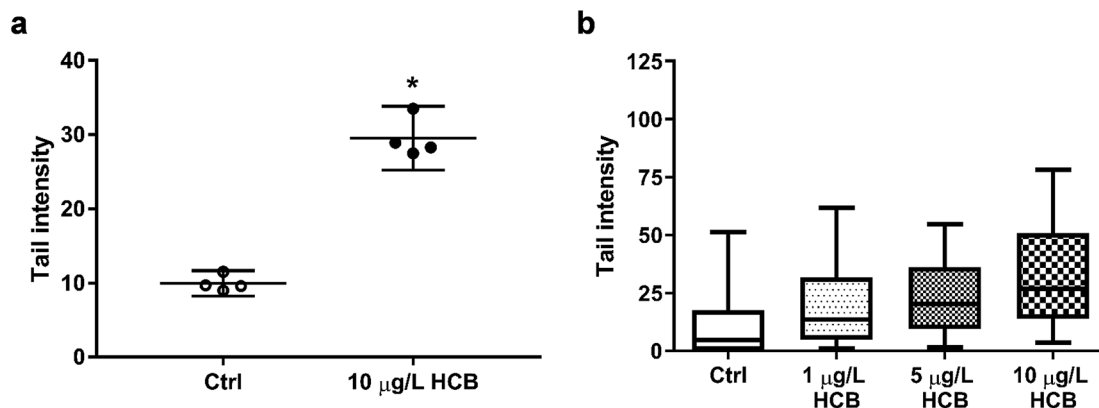 a
40
30
20
10
0
Tail intensity
*
Ctrl
10 μg/L HCB
b
125
100
75
50
25
0
Tail intensity
Ctrl
1 μg/L
HCB
5 μg/L
HCB
10 μg/L
HCB